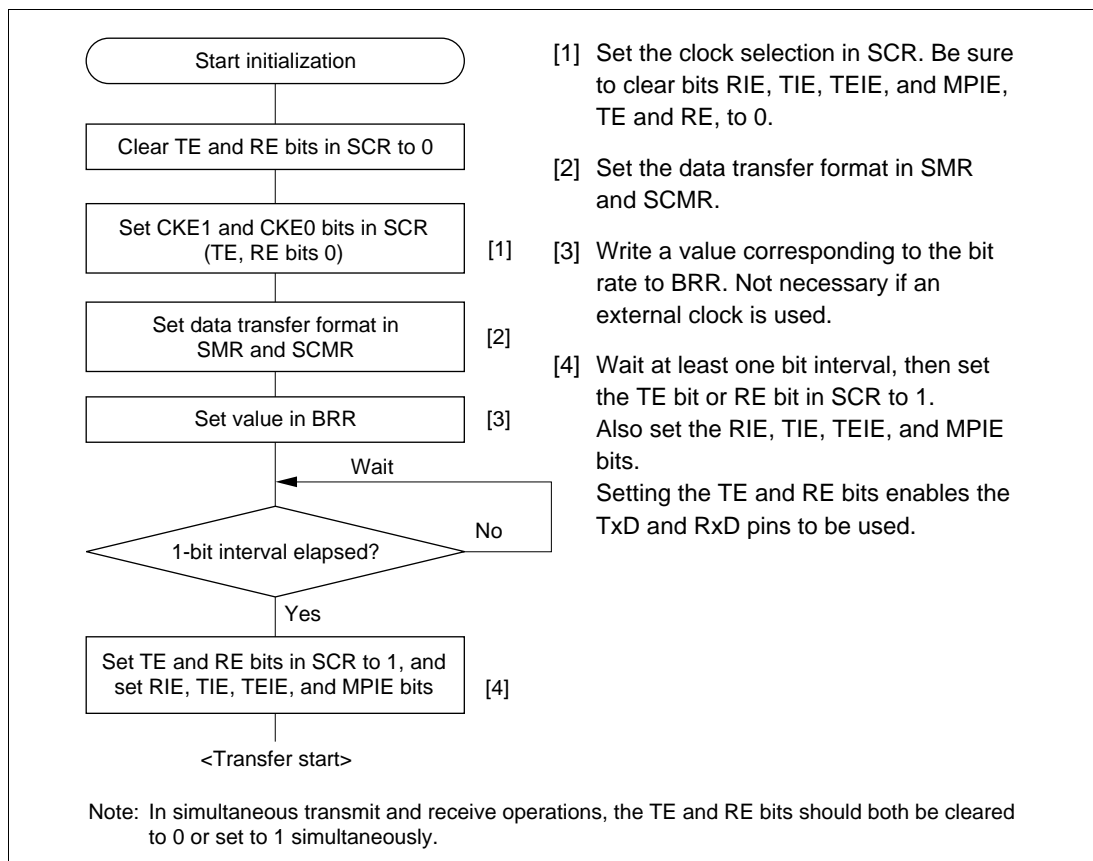 Start initialization
Clear TE and RE bits in SCR to 0
Set CKE1 and CKE0 bits in SCR
(TE, RE bits 0)
[1]
Set data transfer format in
SMR and SCMR
[2]
Set value in BRR
[3]
Wait
No
1-bit interval elapsed?
Yes
Set TE and RE bits in SCR to 1, and
set RIE, TIE, TEIE, and MPIE bits
[4]
<Transfer start>
[1] Set the clock selection in SCR. Be sure
to clear bits RIE, TIE, TEIE, and MPIE,
TE and RE, to 0.
[2] Set the data transfer format in SMR
and SCMR.
[3] Write a value corresponding to the bit
rate to BRR. Not necessary if an
external clock is used.
[4] Wait at least one bit interval, then set
the TE bit or RE bit in SCR to 1.
Also set the RIE, TIE, TEIE, and MPIE
bits.
Setting the TE and RE bits enables the
TxD and RxD pins to be used.
Note: In simultaneous transmit and receive operations, the TE and RE bits should both be cleared
to 0 or set to 1 simultaneously.